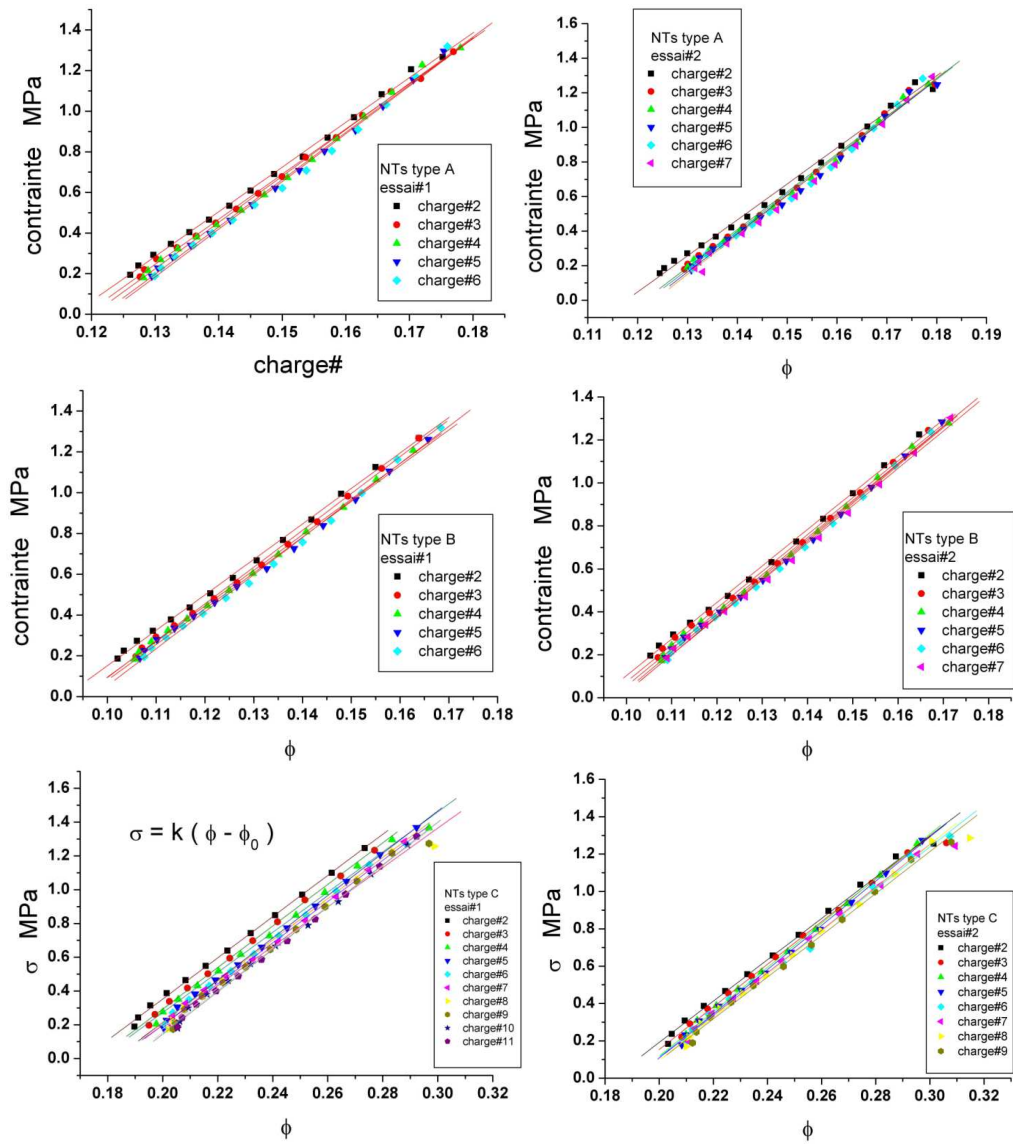 1.4
1.2
1.0
0.8
0.6
0.4
0.2
0.0
contrainte MPa
NTs type A
essai#1
charge#2
charge#3
charge#4
charge#5
charge#6
0.12 0.13 0.14 0.15 0.16 0.17 0.18
charge#
1.6
1.4
1.2
1.0
0.8
0.6
0.4
0.2
0.0
contrainte MPa
NTs type A
essai#2
charge#2
charge#3
charge#4
charge#5
charge#6
charge#7
0.11 0.12 0.13 0.14 0.15 0.16 0.17 0.18 0.19
ϕ
1.4
1.2
1.0
0.8
0.6
0.4
0.2
0.0
contrainte MPa
NTs type B
essai#1
charge#2
charge#3
charge#4
charge#5
charge#6
0.10 0.11 0.12 0.13 0.14 0.15 0.16 0.17 0.18
ϕ
1.4
1.2
1.0
0.8
0.6
0.4
0.2
0.0
contrainte MPa
NTs type B
essai#2
charge#2
charge#3
charge#4
charge#5
charge#6
charge#7
0.10 0.11 0.12 0.13 0.14 0.15 0.16 0.17 0.18
ϕ
1.6
1.4
1.2
1.0
0.8
0.6
0.4
0.2
0.0
σ MPa
σ = k ( ϕ - ϕ₀ )
NTs type C
essai#1
charge#2
charge#3
charge#4
charge#5
charge#6
charge#7
charge#8
charge#9
charge#10
charge#11
0.18 0.20 0.22 0.24 0.26 0.28 0.30 0.32
ϕ
1.6
1.4
1.2
1.0
0.8
0.6
0.4
0.2
0.0
σ MPa
NTs type C
essai#2
charge#2
charge#3
charge#4
charge#5
charge#6
charge#7
charge#8
charge#9
0.18 0.20 0.22 0.24 0.26 0.28 0.30 0.32
ϕ